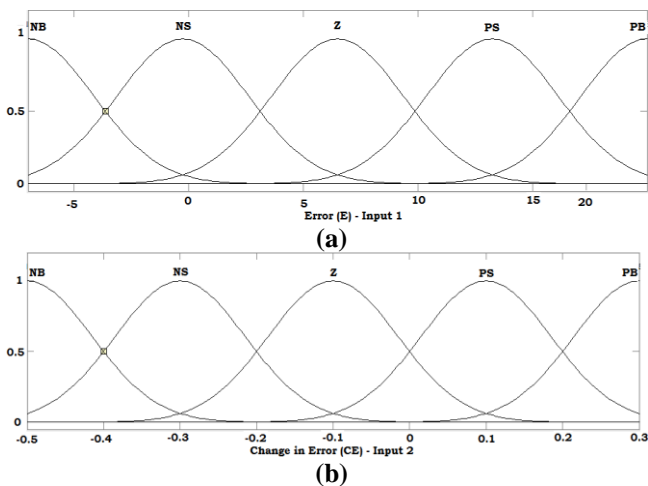 NB NS Z PS PB
1
0.5
0
-5 0 5 10 15 20
Error (E) - Input 1
(a)
NB NS Z PS PB
1
0.5
0
-0.5 -0.4 -0.3 -0.2 -0.1 0 0.1 0.2 0.3
Change in Error (CE) - Input 2
(b)